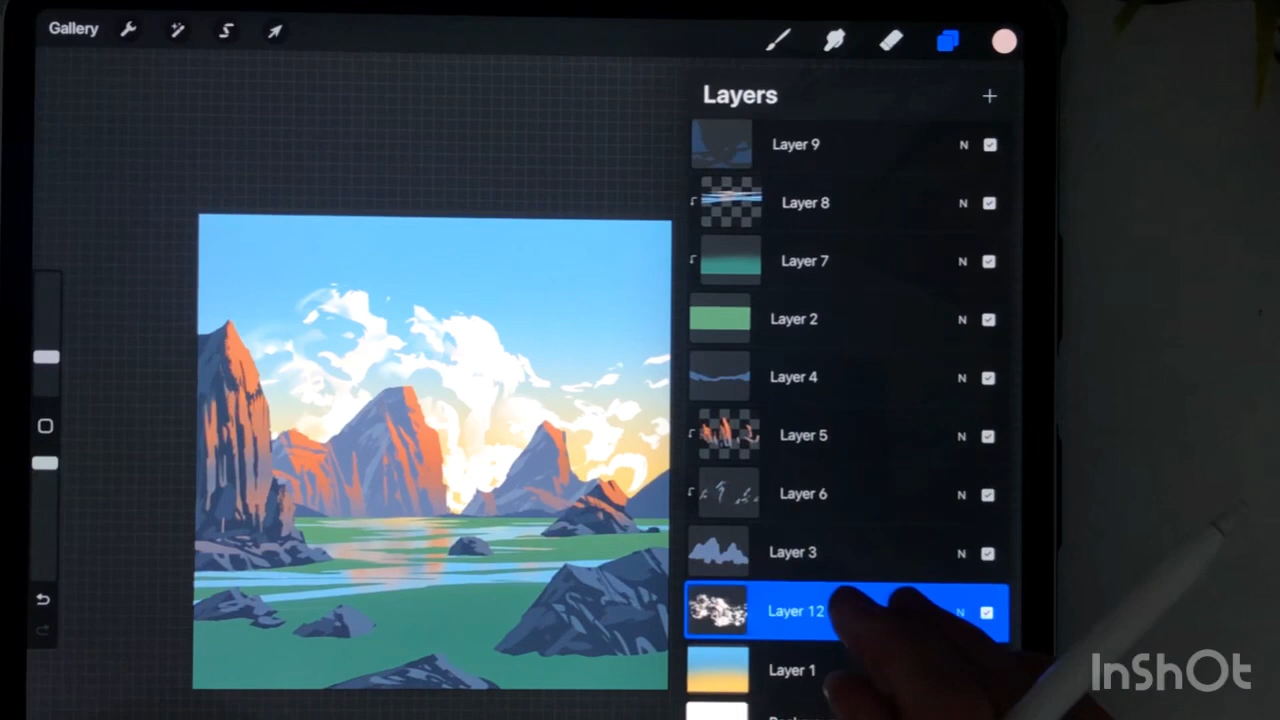 Gallery
Layers
Layer 9 N
Layer 8 N
Layer 7 N
Layer 2 N
Layer 4 N
Layer 5 N
Layer 6 N
Layer 3 N
Layer 12 N
Layer 1
InShOt